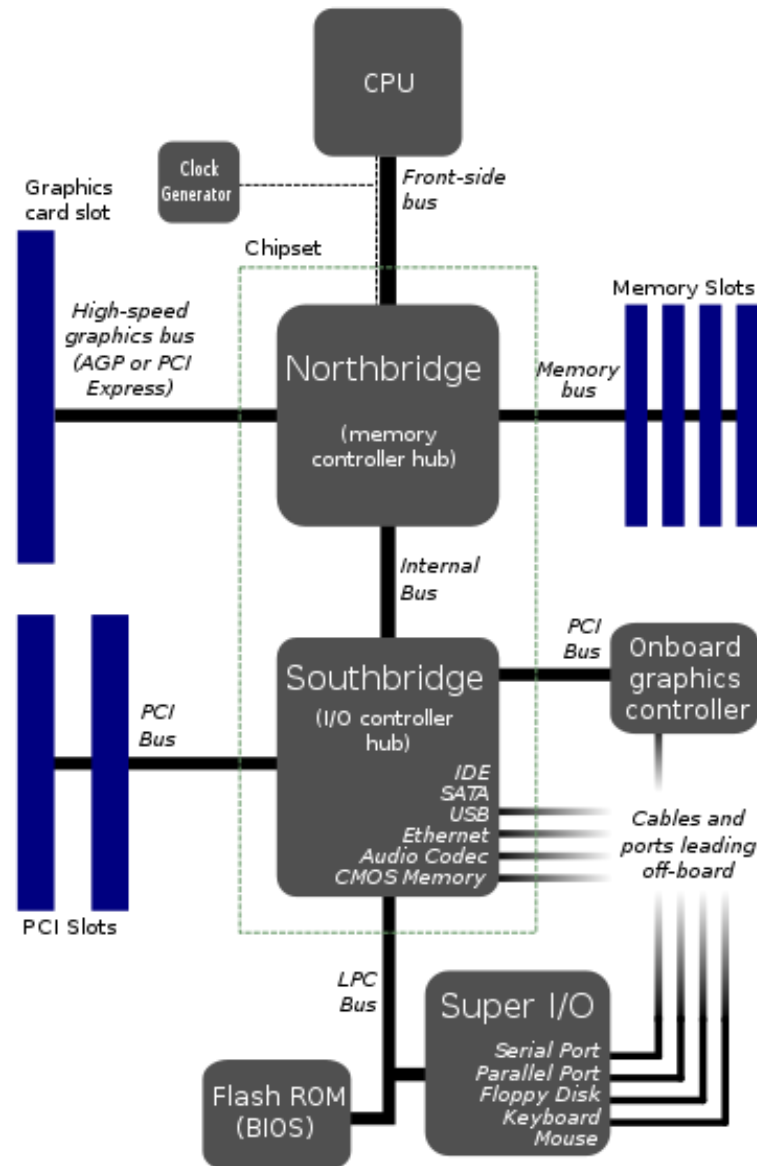 CPU
Clock
Generator
Front-side
bus
Graphics
card slot
Chipset
High-speed
graphics bus
(AGP or PCI
Express)
Northbridge
(memory
controller hub)
Memory Slots
Memory
bus
Internal
Bus
PCI
Bus
Onboard
graphics
controller
Southbridge
(I/O controller
hub)
PCI
Bus
IDE
SATA
USB
Ethernet
Audio Codec
CMOS Memory
Cables and
ports leading
off-board
PCI Slots
LPC
Bus
Super I/O
Serial Port
Parallel Port
Floppy Disk
Keyboard
Mouse
Flash ROM
(BIOS)